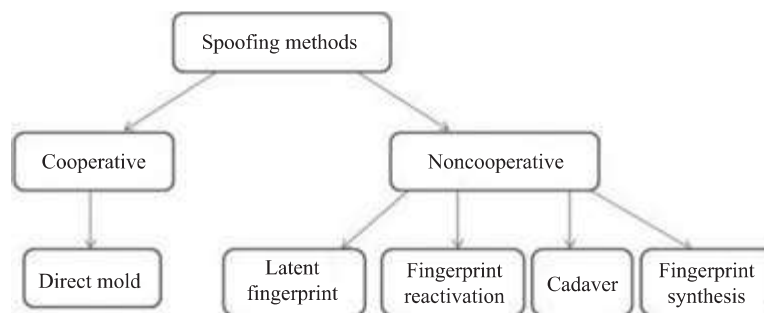 Spoofing methods
Cooperative
Noncooperative
Direct mold
Latent
fingerprint
Fingerprint
reactivation
Cadaver
Fingerprint
synthesis